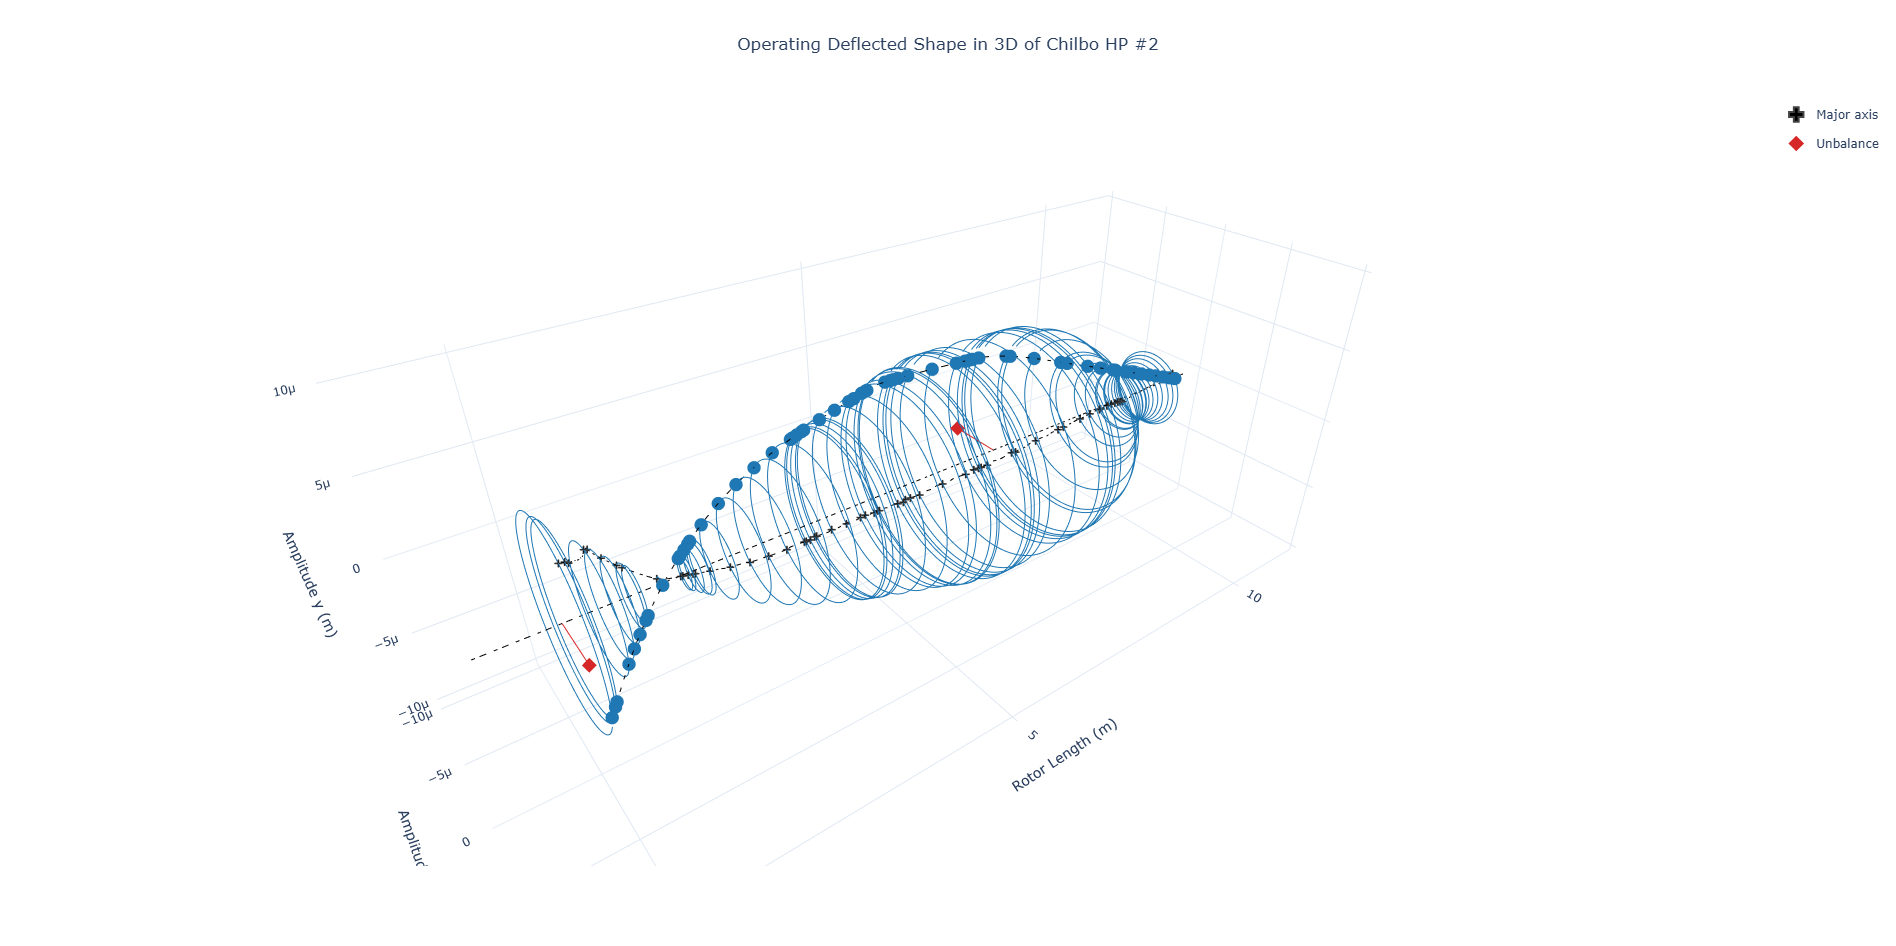 Operating Deflected Shape in 3D of Chilbo HP #2
Major axis
Unbalance
10μ
5μ
0
−5μ
−10μ
Amplitude y (m)
−10μ
−5μ
0
10
5
Rotor Length (m)